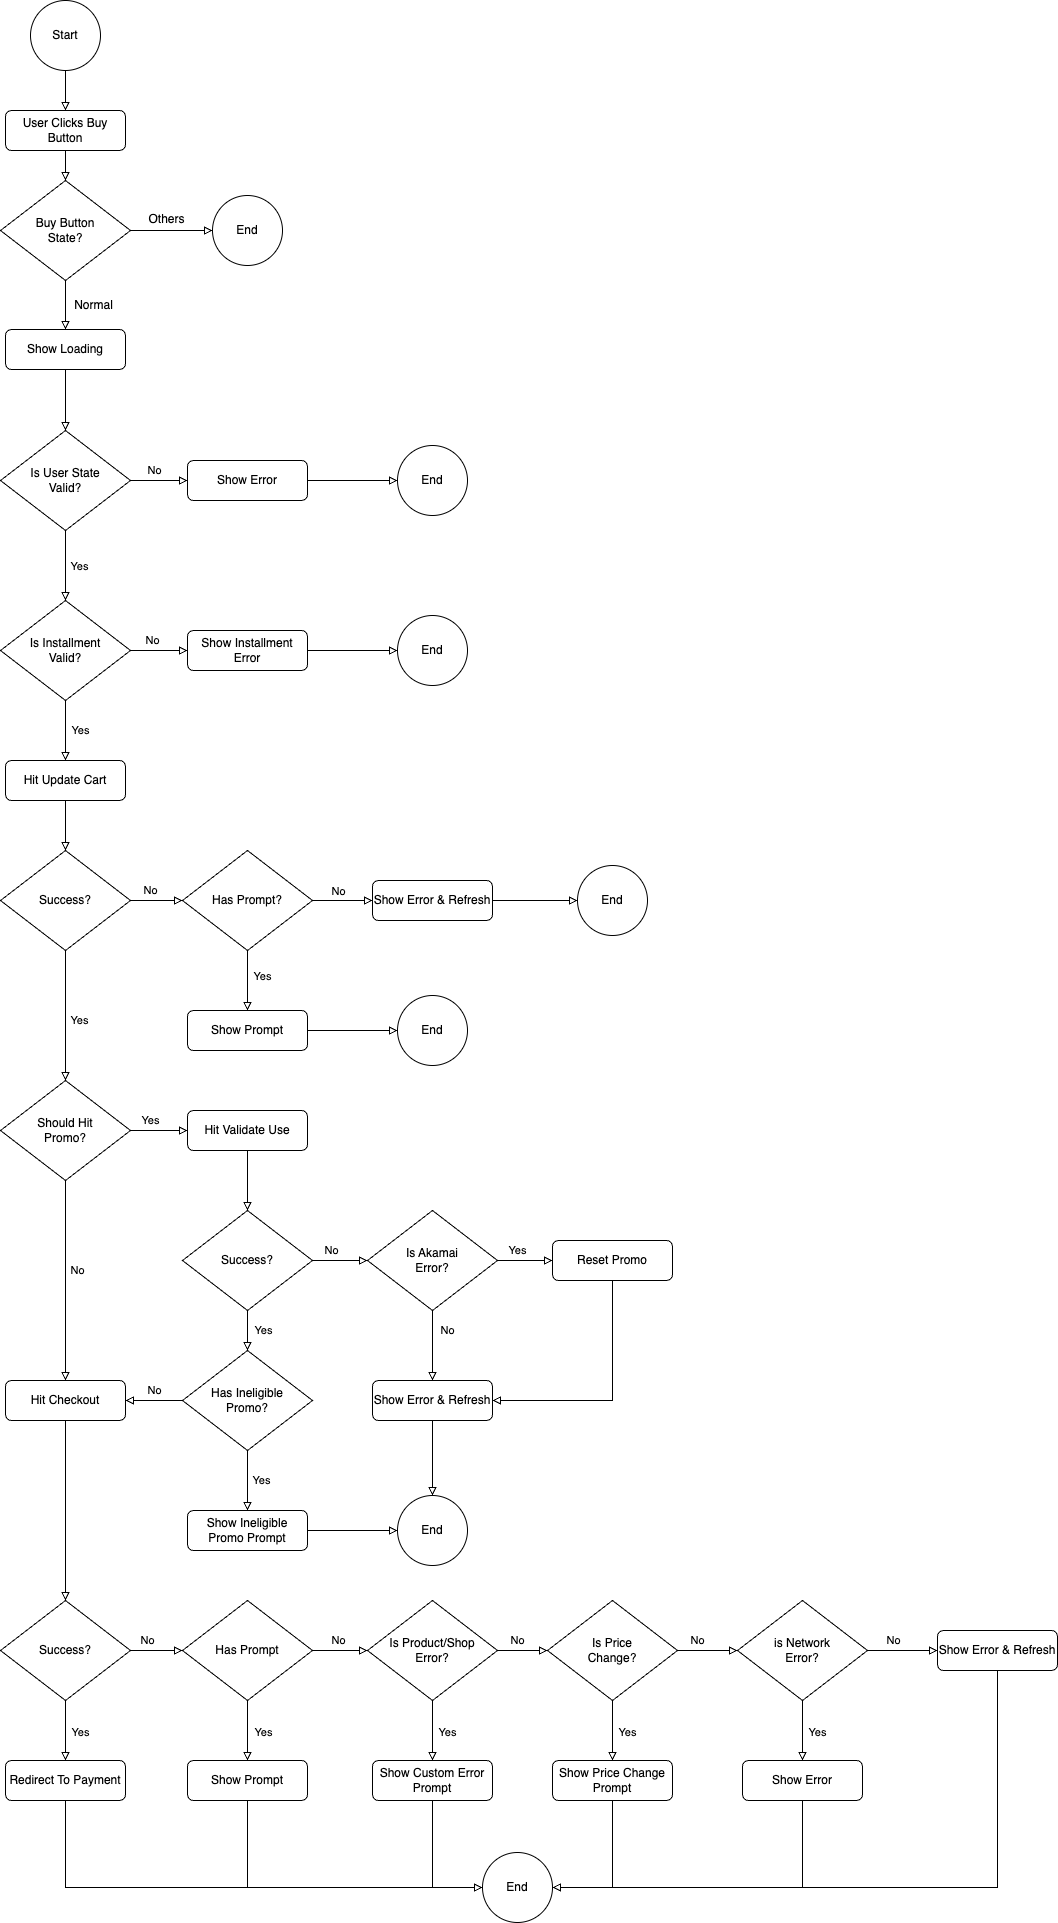 Start
User Clicks Buy
Button
Buy Button
State?
Others
End
Normal
Show Loading
Is User State
Valid?
No
Show Error
End
Yes
Is Installment
Valid?
No
Show Installment
Error
End
Yes
Hit Update Cart
Success?
No
Has Prompt?
No
Show Error & Refresh
End
Yes
Show Prompt
End
Yes
Should Hit
Promo?
Yes
Hit Validate Use
Success?
No
Is Akamai
Error?
Yes
Reset Promo
No
Yes
No
Hit Checkout
No
Has Ineligible
Promo?
Show Error & Refresh
Yes
Show Ineligible
Promo Prompt
End
Success?
No
Has Prompt
No
Is Product/Shop
Error?
No
Is Price
Change?
No
is Network
Error?
No
Show Error & Refresh
Yes
Yes
Yes
Yes
Yes
Redirect To Payment
Show Prompt
Show Custom Error
Prompt
Show Price Change
Prompt
Show Error
End